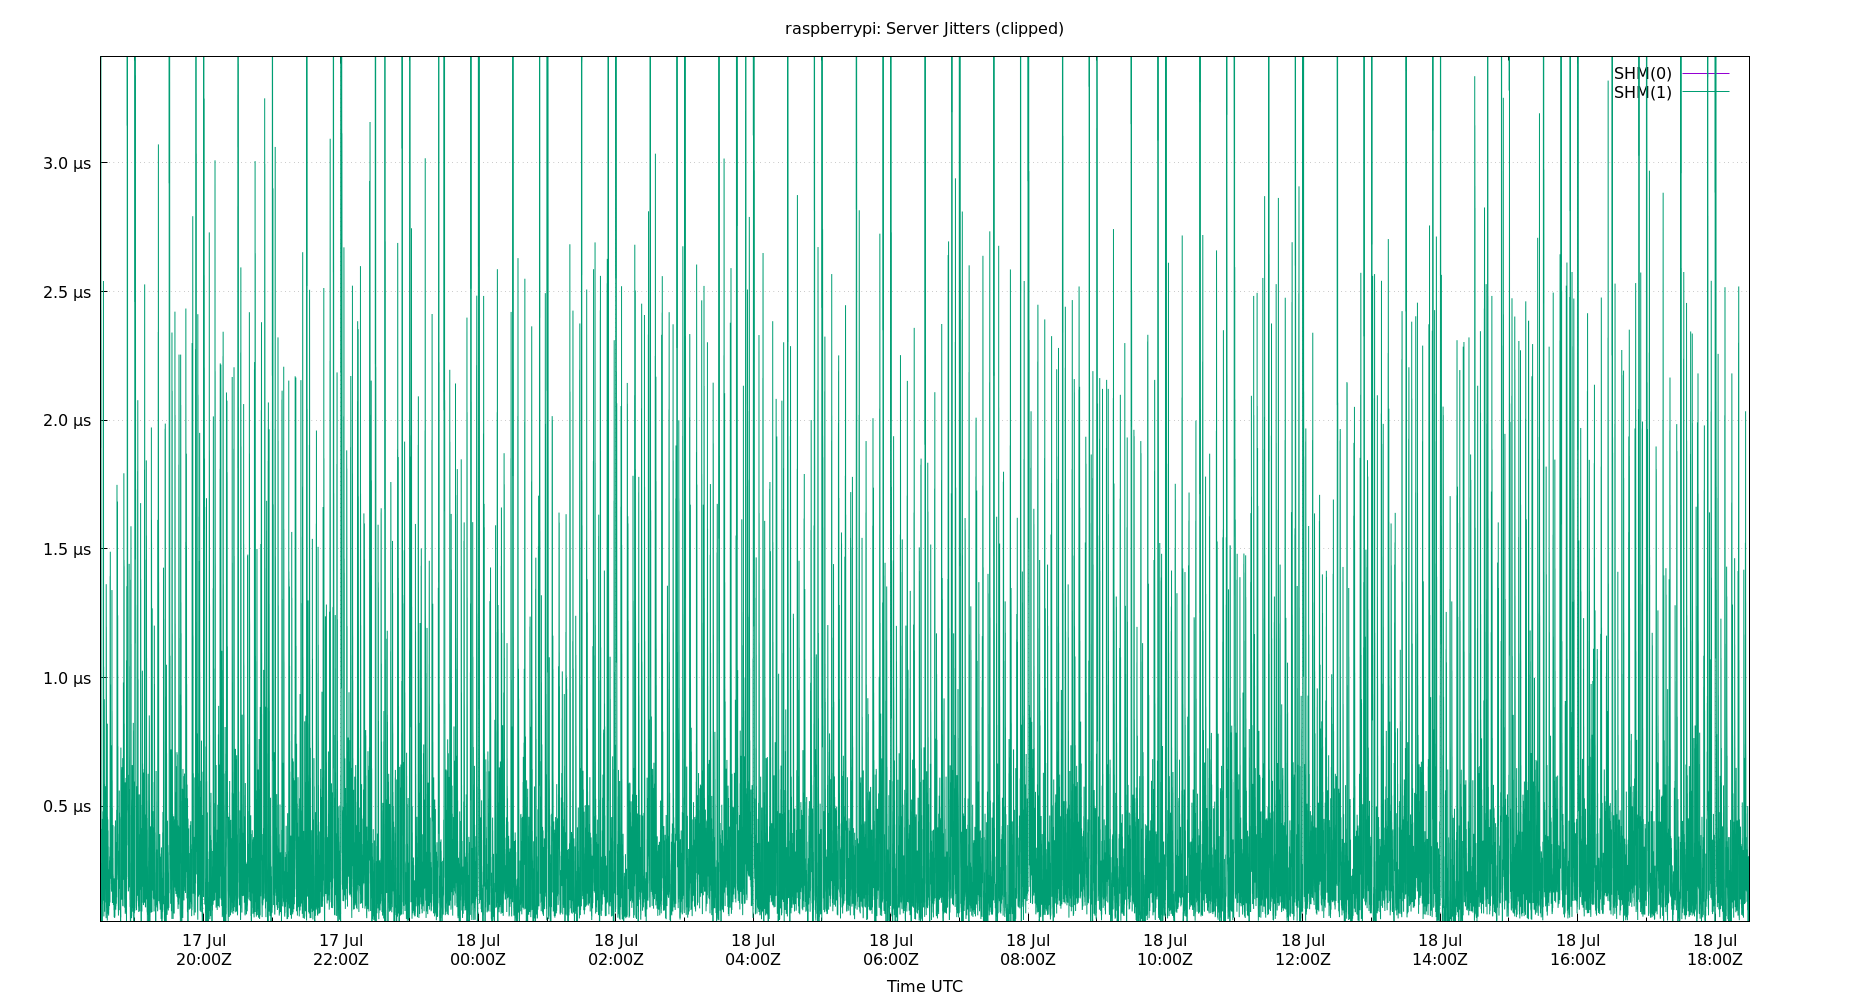 raspberrypi: Server Jitters (clipped)
SHM(0)
SHM(1)
3.0 µs
2.5 µs
2.0 µs
1.5 µs
1.0 µs
0.5 µs
17 Jul 17 Jul 18 Jul 18 Jul 18 Jul 18 Jul 18 Jul 18 Jul 18 Jul 18 Jul 18 Jul 18 Jul
20:00Z 22:00Z 00:00Z 02:00Z 04:00Z 06:00Z 08:00Z 10:00Z 12:00Z 14:00Z 16:00Z 18:00Z
Time UTC